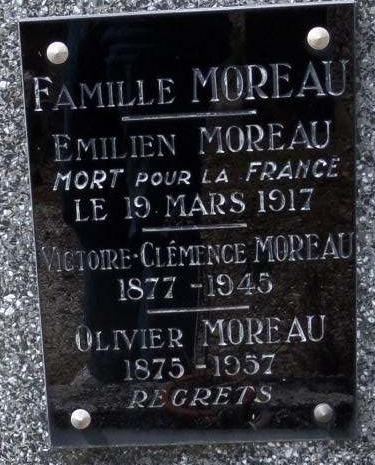 FAMILLE MOREAU
EMILIEN MOREAU
MORT POUR LA FRANCE
LE 19 MARS 1917
VICTOIRE-CLÉMENCE MOREAU
1877-1945
OLIVIER MOREAU
1875-1957
REGRETS